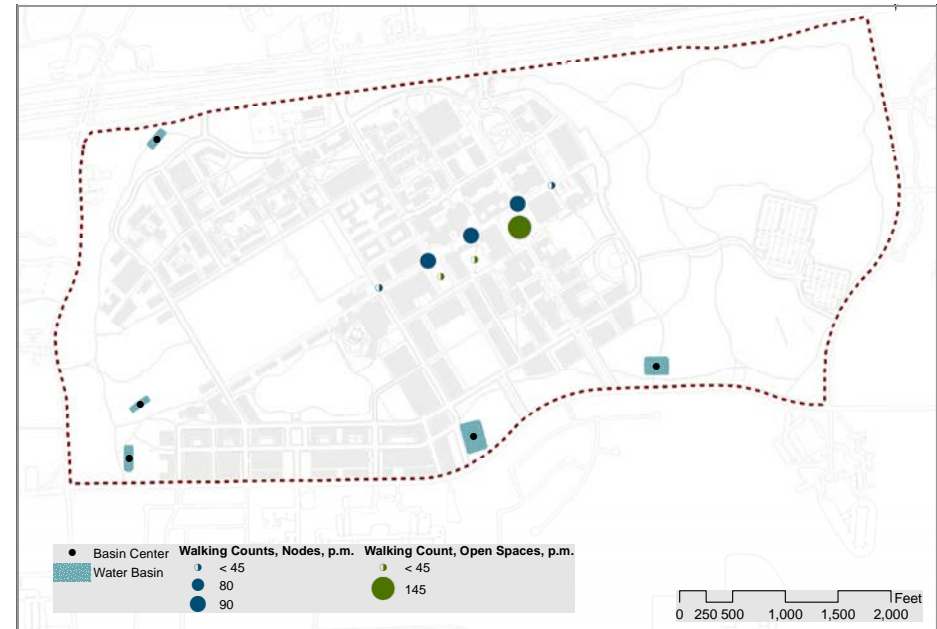 Basin Center
Water Basin
Walking Counts, Nodes, p.m.
< 45
80
90
Walking Count, Open Spaces, p.m.
< 45
145
Feet
0 250 500 1,000 1,500 2,000